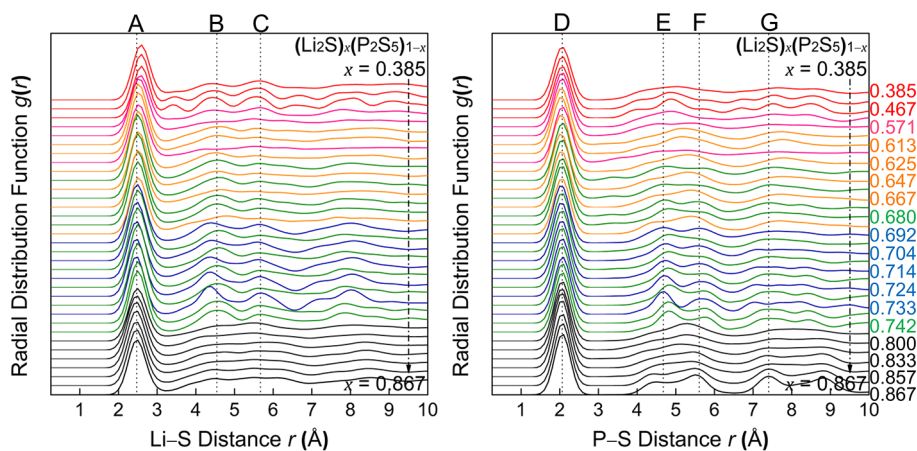 A B C
(Li₂S)ₓ(P₂S₅)₁₋ₓ
x = 0.385
Radial Distribution Function g(r)
x = 0.867
1 2 3 4 5 6 7 8 9 10
Li–S Distance r (Å)
D E F G
(Li₂S)ₓ(P₂S₅)₁₋ₓ
x = 0.385
Radial Distribution Function g(r)
0.385
0.467
0.571
0.613
0.625
0.647
0.667
0.680
0.692
0.704
0.714
0.724
0.733
0.742
0.800
0.833
0.857
0.867
x = 0.867
1 2 3 4 5 6 7 8 9 10
P–S Distance r (Å)